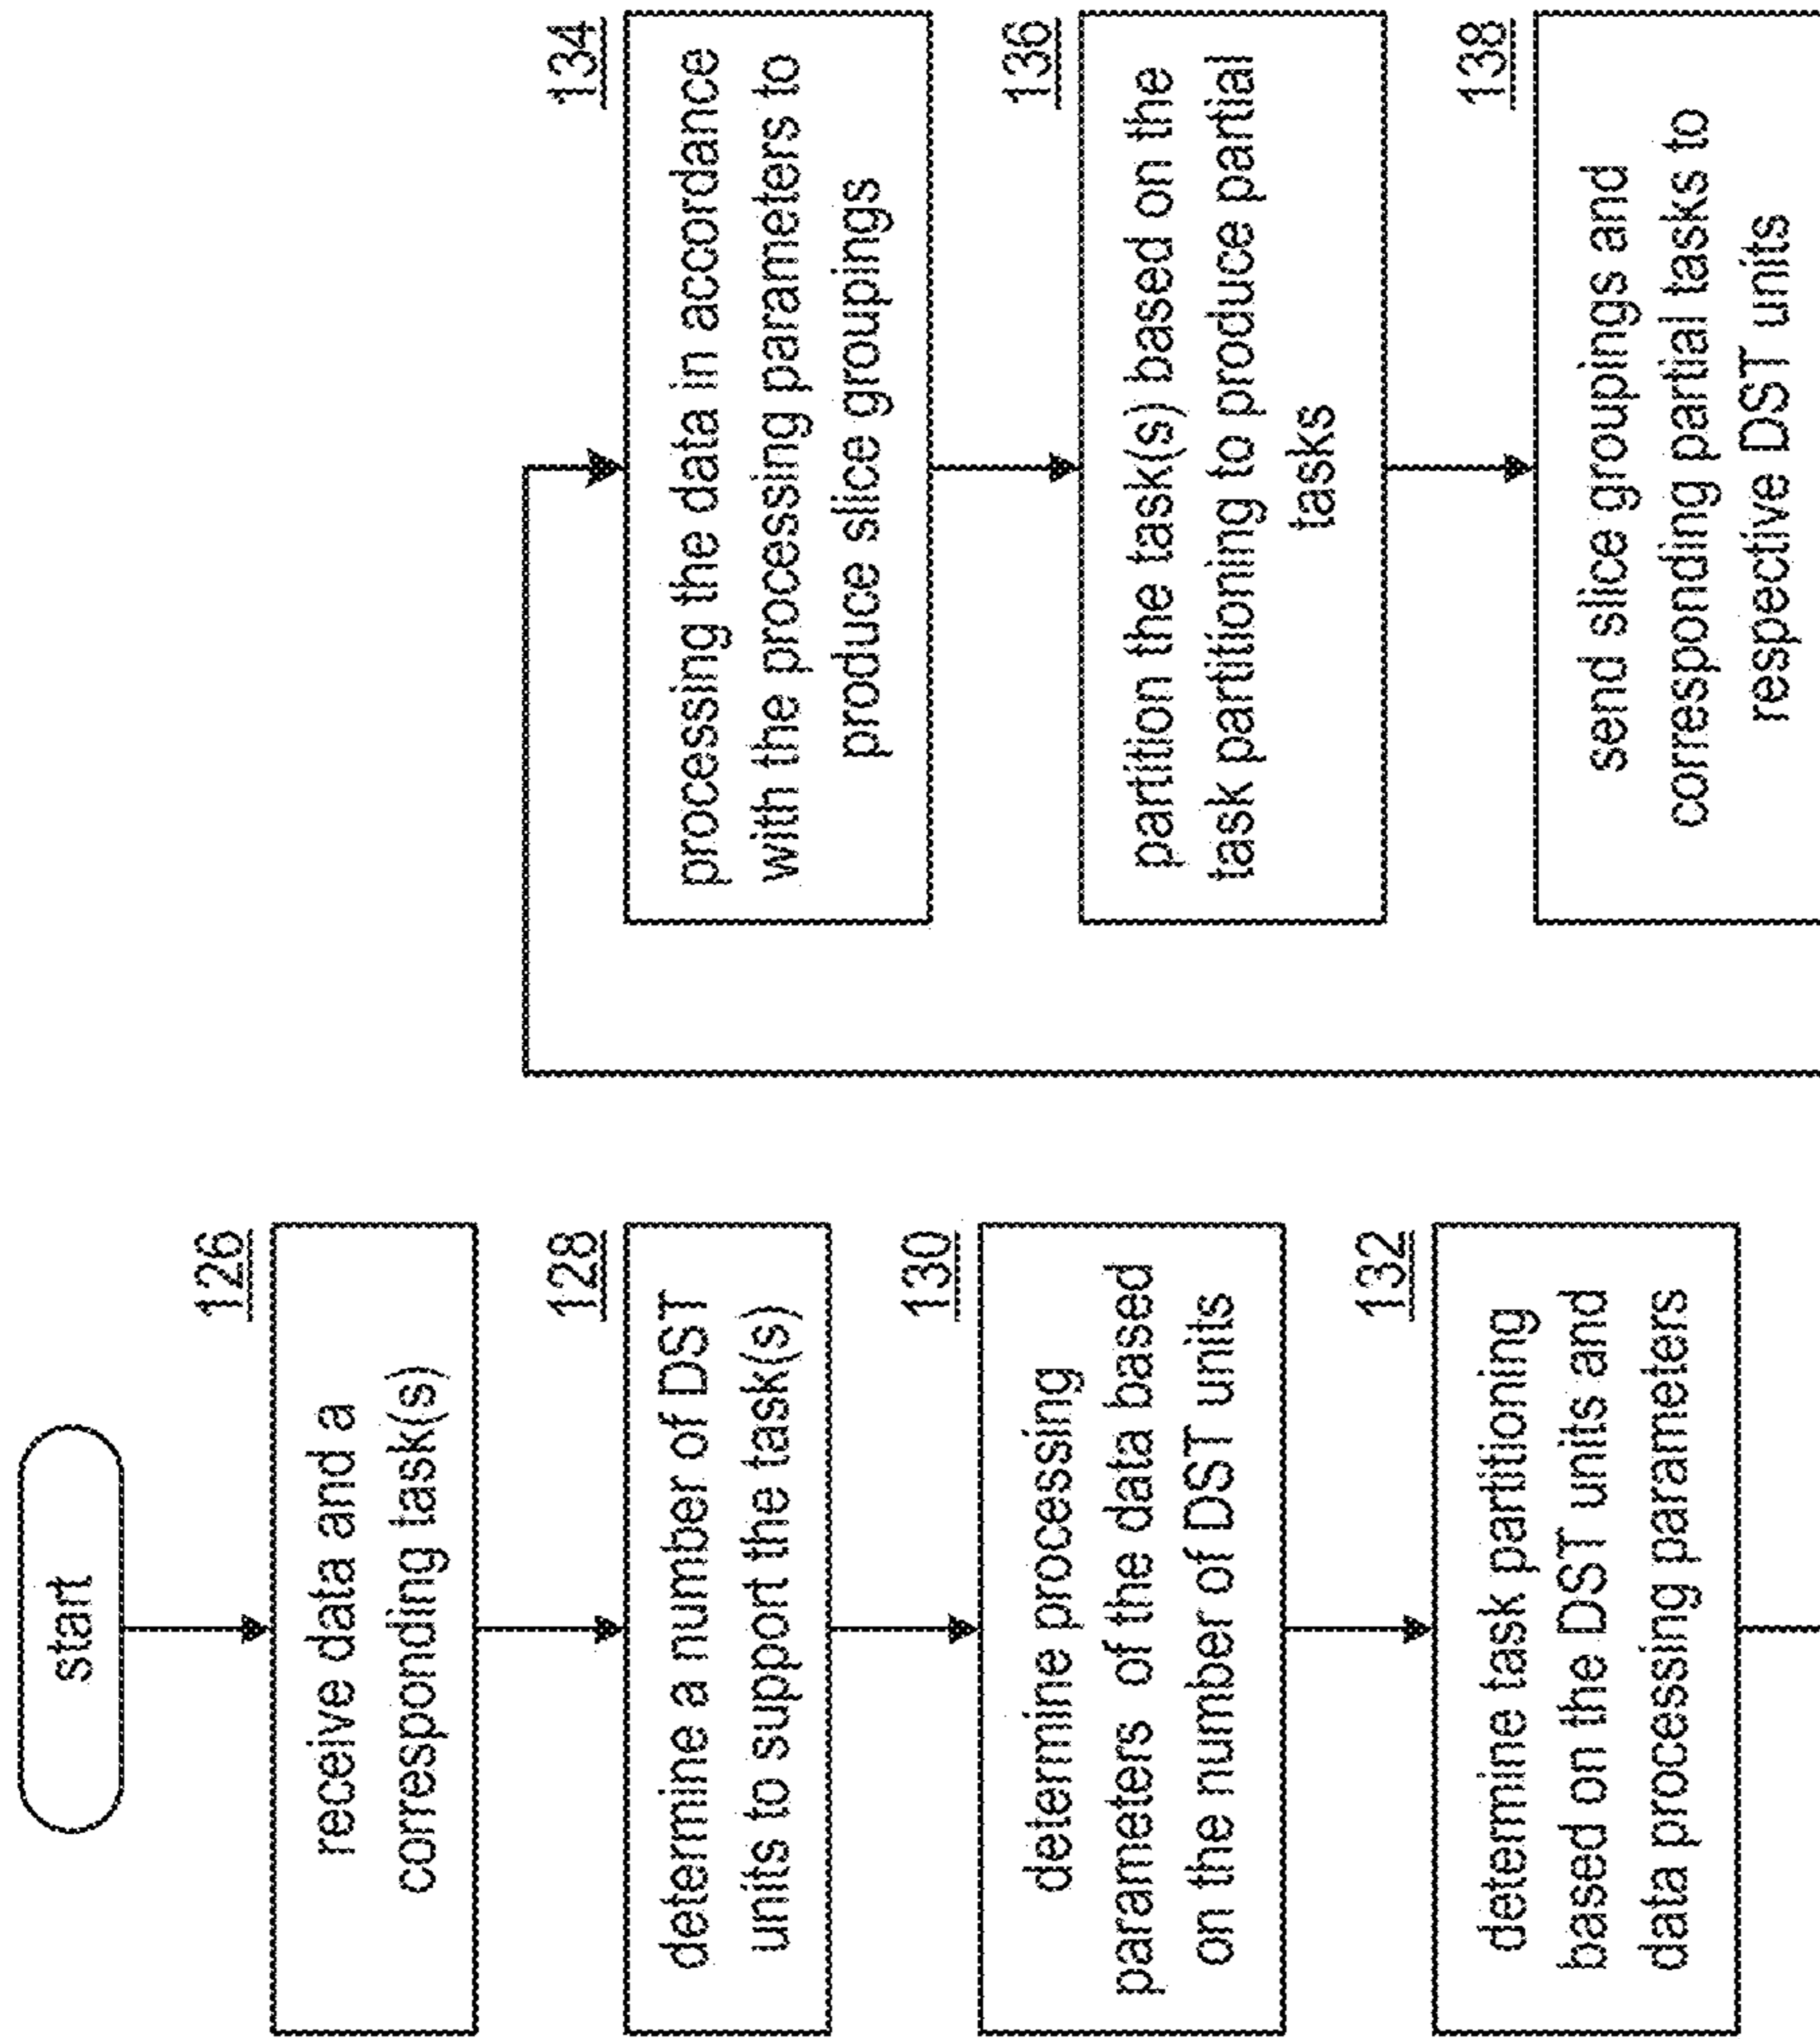 start
126
receive data and a
corresponding task(s)
128
determine a number of DST
units to support the task(s)
130
determine processing
parameters of the data based
on the number of DST units
132
determine task partitioning
based on the DST units and
data processing parameters
134
processing the data in accordance
with the processing parameters to
produce slice groupings
136
partition the task(s) based on the
task partitioning to produce partial
tasks
138
send slice groupings and
corresponding partial tasks to
respective DST units